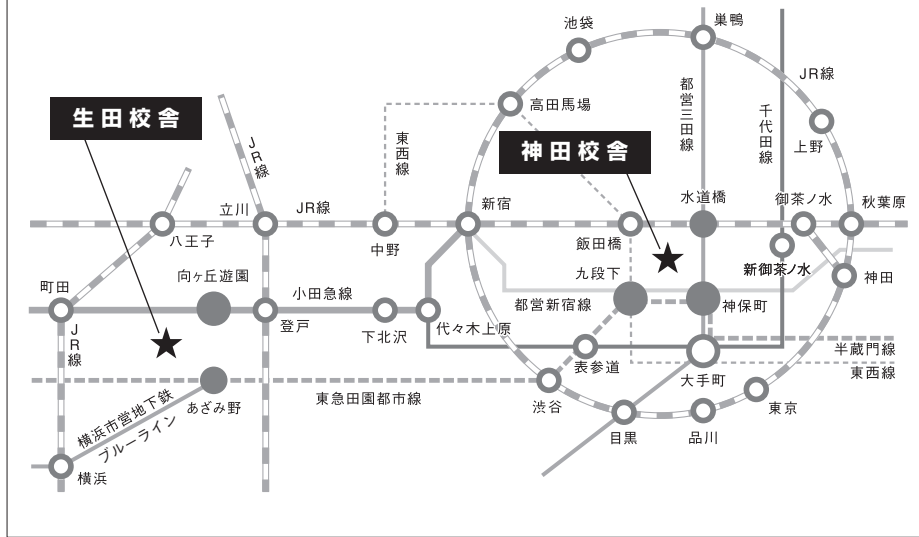 池袋
巣鴨
高田馬場
JR線
都営三田線
千代田線
上野
生田校舎
神田校舎
JR線
東西線
立川
JR線
八王子
中野
新宿
飯田橋
水道橋
御茶ノ水
秋葉原
新御茶ノ水
神田
町田
向ヶ丘遊園
小田急線
登戸
下北沢
代々木上原
九段下
都営新宿線
神保町
JR線
表参道
大手町
半蔵門線
東西線
あざみ野
東急田園都市線
渋谷
目黒
品川
東京
横浜市営地下鉄
ブルーライン
横浜